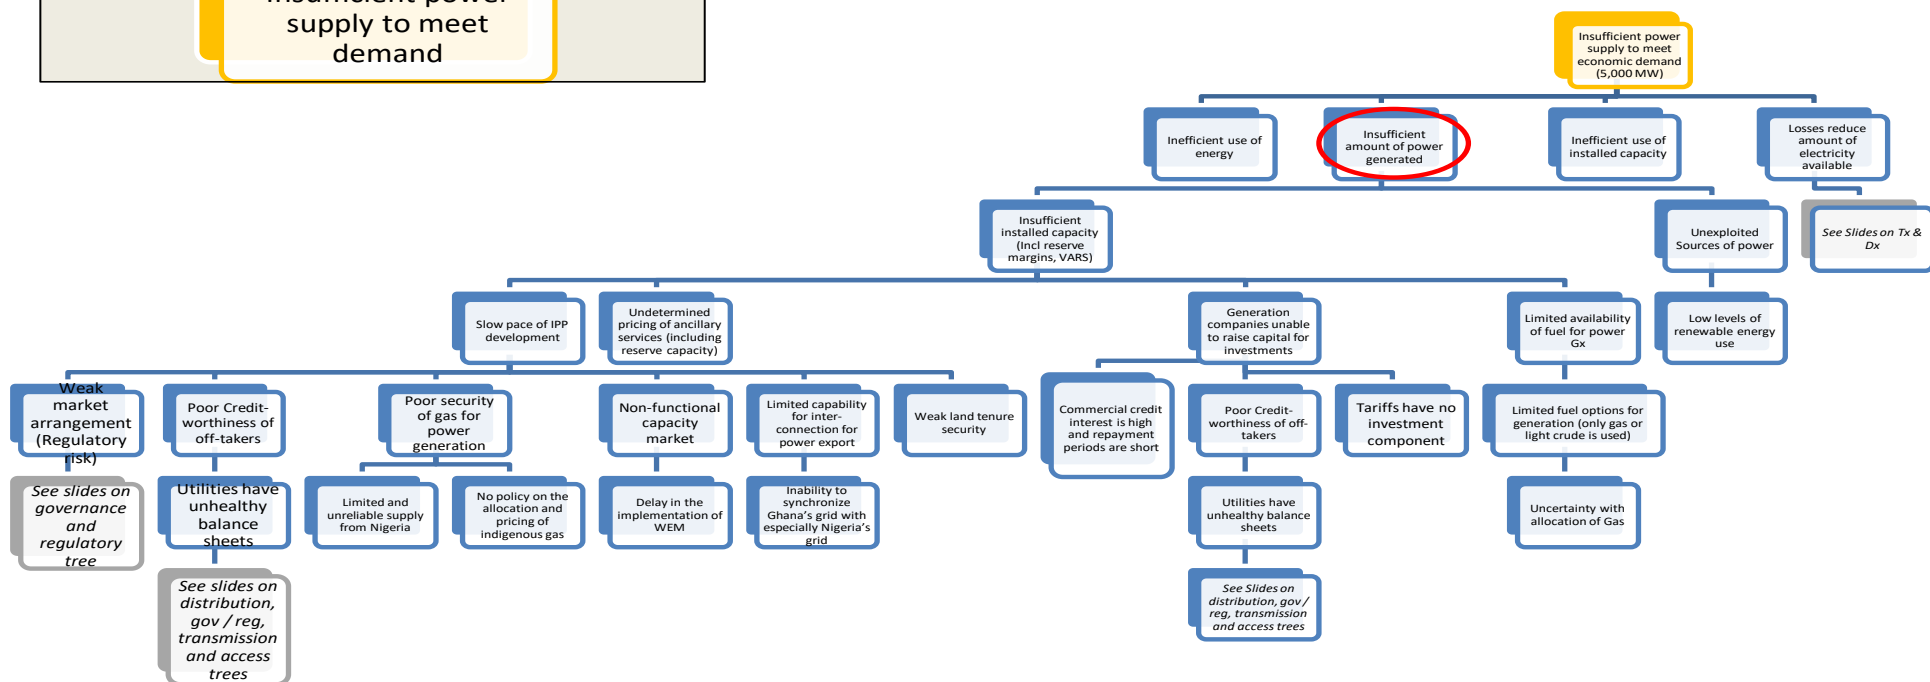 Insufficient power
supply to meet
demand
Insufficient power
supply to meet
economic demand
(5,000 MW)
Inefficient use of
energy
Insufficient
amount of power
generated
Inefficient use of
installed capacity
Losses reduce
amount of
electricity
available
Insufficient
installed capacity
(Incl reserve
margins, VARS)
Unexploited
Sources of power
See Slides on Tx &
Dx
Slow pace of IPP
development
Undetermined
pricing of ancillary
services (including
reserve capacity)
Generation
companies unable
to raise capital for
investments
Limited availability
of fuel for power
Gx
Low levels of
renewable energy
use
Weak
market
arrangement
(Regulatory
risk)
Poor Credit-
worthiness of
off-takers
Poor security
of gas for
power
generation
Non-functional
capacity
market
Limited capability
for inter-
connection for
power export
Weak land tenure
security
Commercial credit
interest is high
and repayment
periods are short
Poor Credit-
worthiness of off-
takers
Tariffs have no
investment
component
Limited fuel options for
generation (only gas or
light crude is used)
See slides on
governance
and
regulatory
tree
Utilities have
unhealthy
balance
sheets
Limited and
unreliable supply
from Nigeria
No policy on the
allocation and
pricing of
indigenous gas
Delay in the
implementation of
WEM
Inability to
synchronize
Ghana's grid with
especially Nigeria's
grid
Utilities have
unhealthy balance
sheets
Uncertainty with
allocation of Gas
See slides on
distribution,
gov / reg,
transmission
and access
trees
See Slides on
distribution, gov /
reg, transmission
and access trees